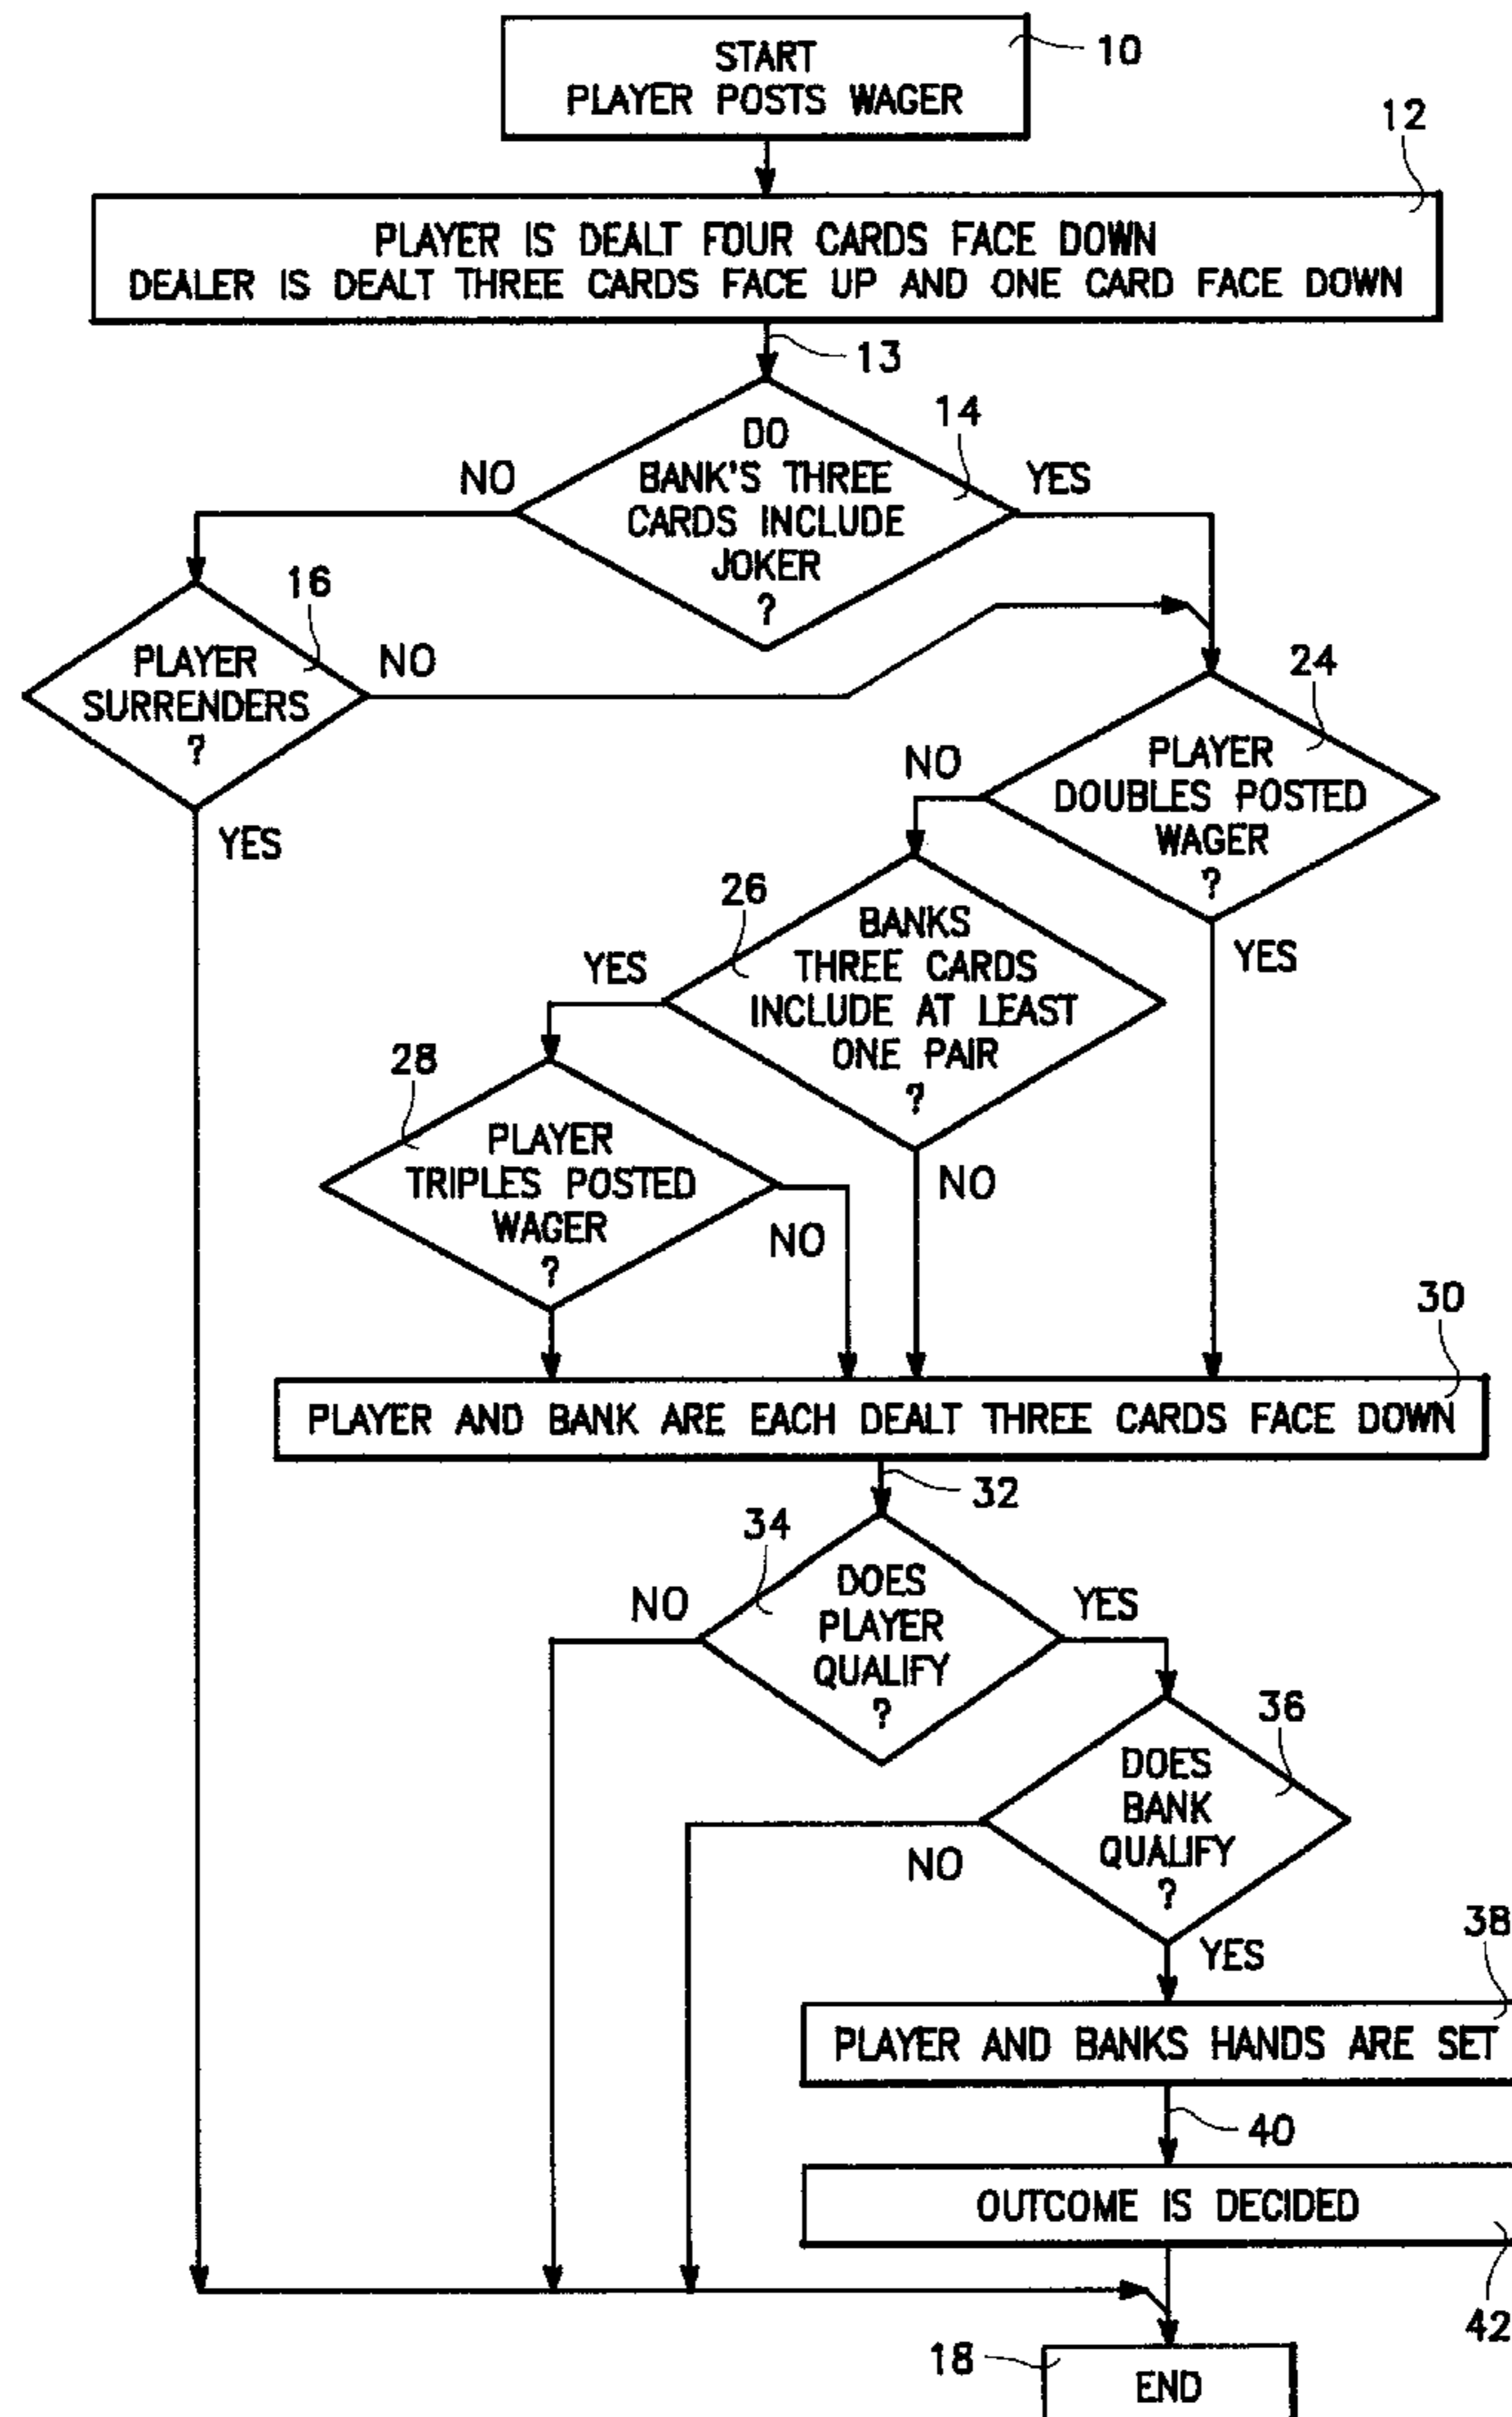 START
PLAYER POSTS WAGER
10
12
PLAYER IS DEALT FOUR CARDS FACE DOWN
DEALER IS DEALT THREE CARDS FACE UP AND ONE CARD FACE DOWN
13
14
DO
BANK'S THREE
CARDS INCLUDE
JOKER
?
NO
YES
16
PLAYER
SURRENDERS
?
NO
YES
24
PLAYER
DOUBLES POSTED
WAGER
?
NO
YES
26
BANKS
THREE CARDS
INCLUDE AT LEAST
ONE PAIR
?
YES
NO
28
PLAYER
TRIPLES POSTED
WAGER
?
NO
30
PLAYER AND BANK ARE EACH DEALT THREE CARDS FACE DOWN
32
34
DOES
PLAYER
QUALIFY
?
NO
YES
36
DOES
BANK
QUALIFY
?
NO
YES
38
PLAYER AND BANKS HANDS ARE SET
40
OUTCOME IS DECIDED
42
18
END